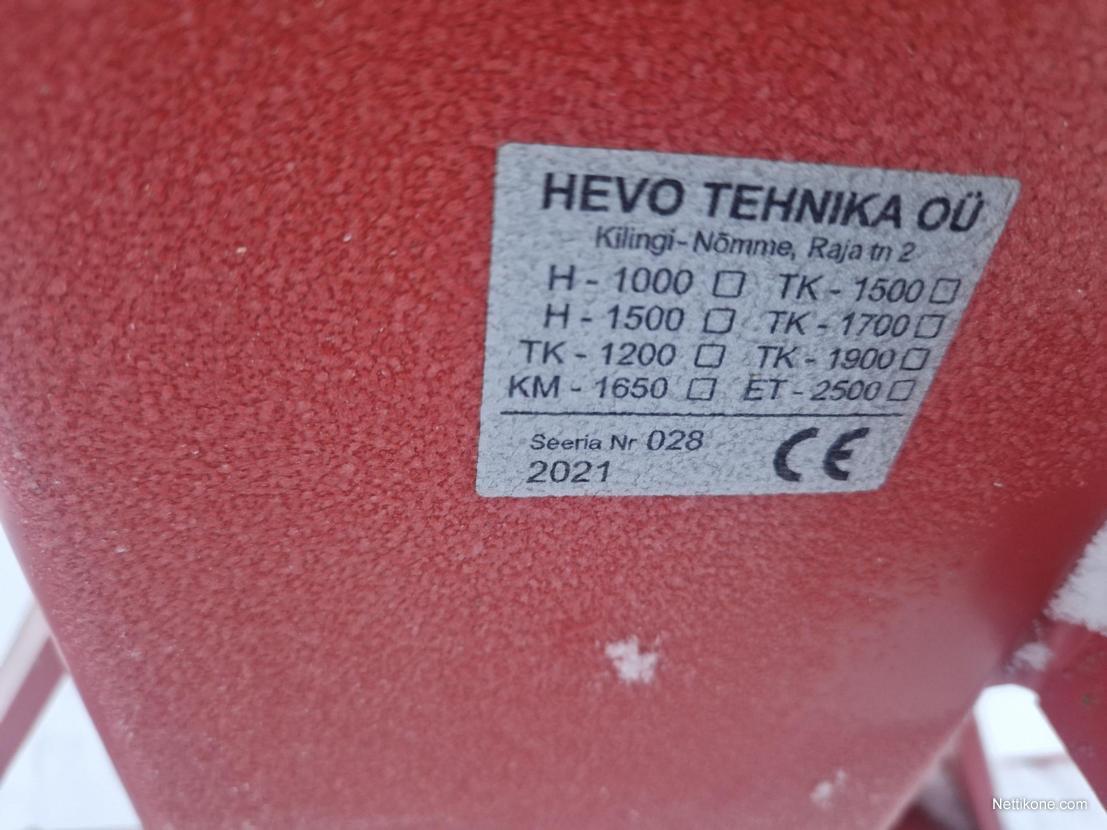 HEVO TEHNIKA OÜ
Kilingi-Nõmme, Raja tn 2
H - 1000 ☐ TK - 1500 ☐
H - 1500 ☐ TK - 1700 ☐
TK - 1200 ☐ TK - 1900 ☐
KM - 1650 ☐ ET - 2500 ☐
Seeria Nr 028
2021
CE
Nettikone.com